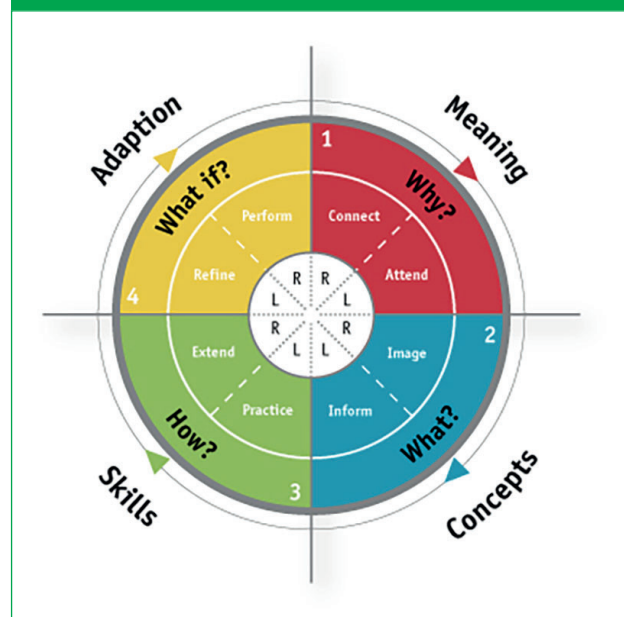 Adaption
Meaning
1
What if?
Why?
Perform
Connect
Refine
Attend
R
R
L
L
4
R
R
2
L
L
Extend
Image
Practice
Inform
How?
What?
3
Skills
Concepts